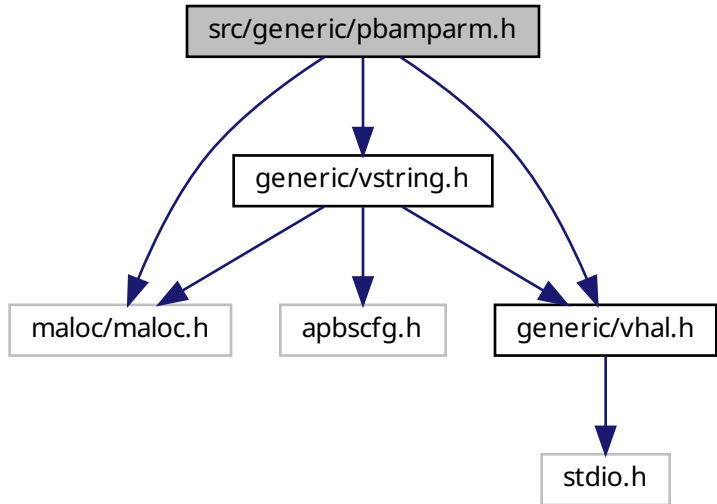 src/generic/pbamparm.h
generic/vstring.h
maloc/maloc.h
apbscfg.h
generic/vhal.h
stdio.h